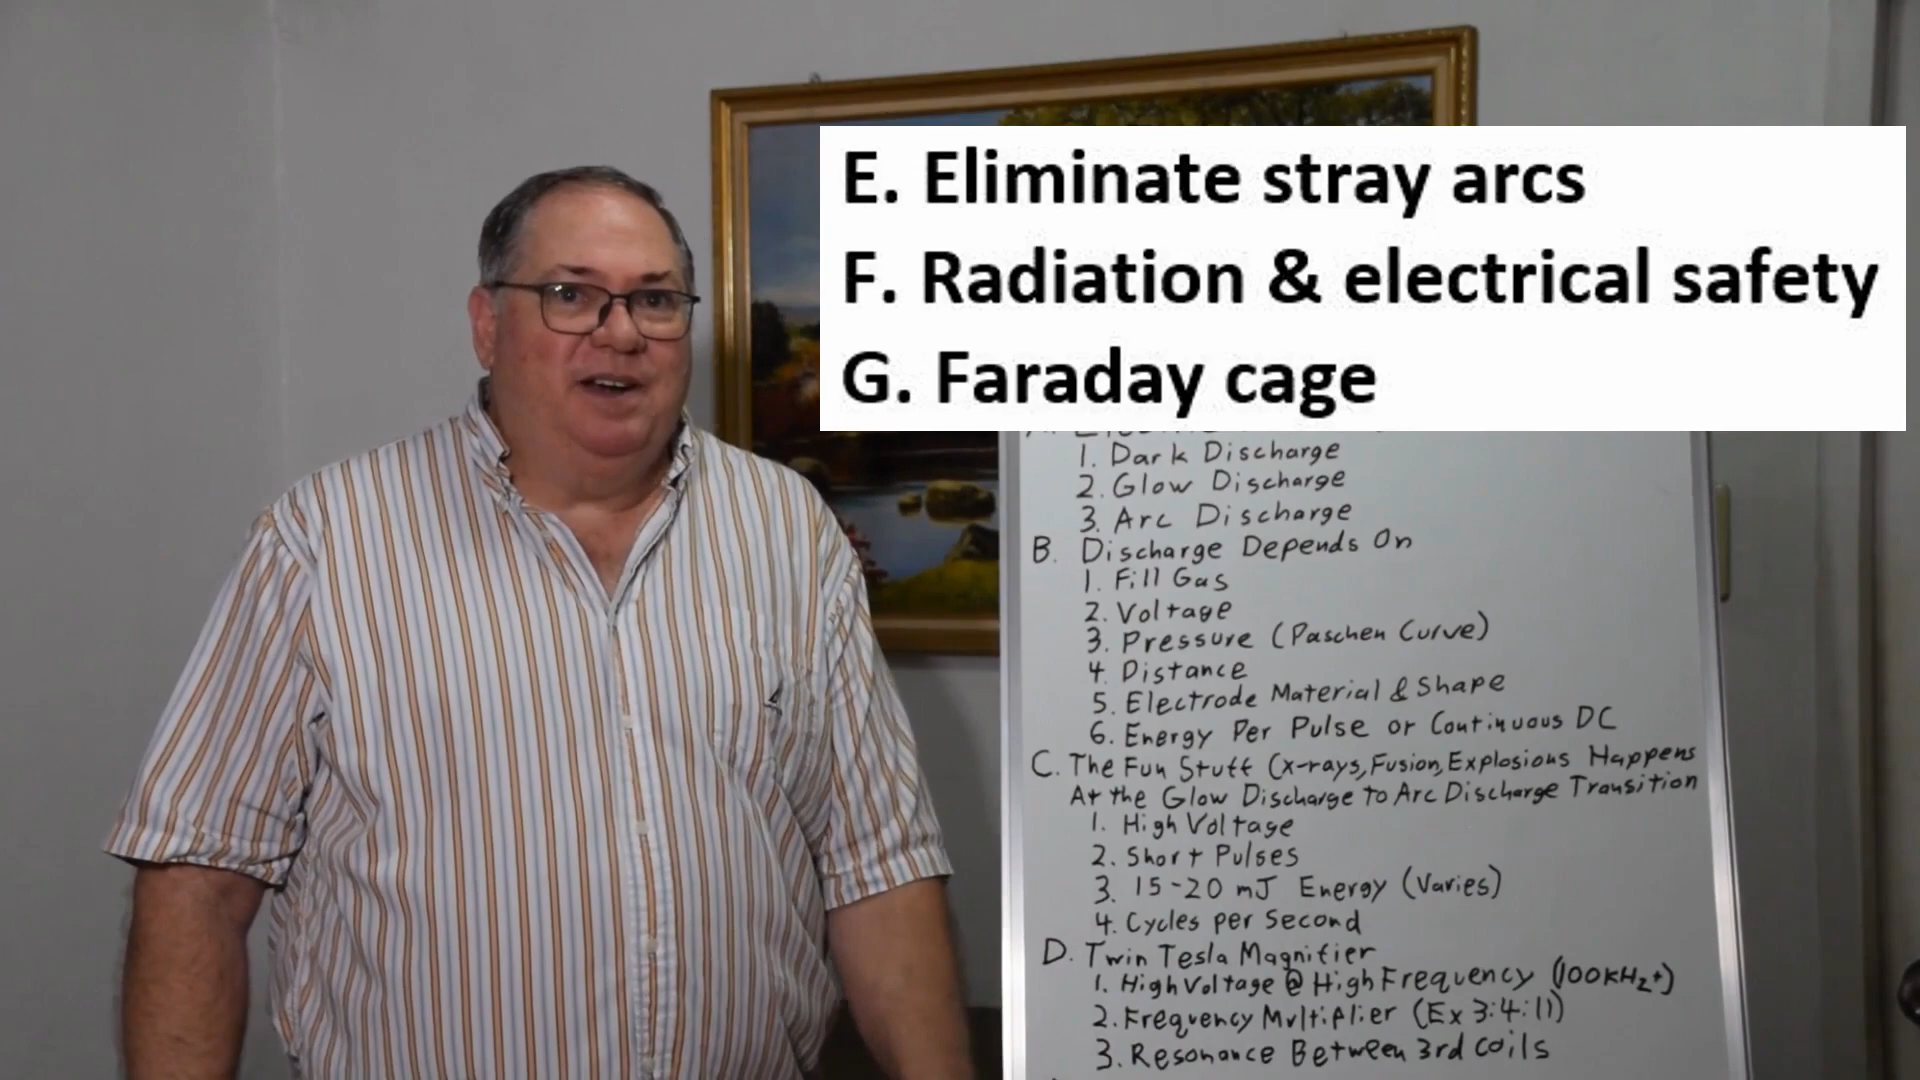 E. Eliminate stray arcs
F. Radiation & electrical safety
G. Faraday cage
1. Dark Discharge
2. Glow Discharge
3. Arc Discharge
B. Discharge Depends On
1. Fill Gas
2. Voltage
3. Pressure (Paschen Curve)
4. Distance
5. Electrode Material & Shape
6. Energy Per Pulse or Continuous DC
C. The Fun Stuff (x-rays, Fusion, Explosions Happens
At the Glow Discharge to Arc Discharge Transition
1. High Voltage
2. Short Pulses
3. 15-20 mJ Energy (Varies)
4. Cycles per Second
D. Twin Tesla Magnifier
1. High Voltage @ High Frequency (100KHz+)
2. Frequency Multiplier (Ex 3:4:11)
3. Resonance Between 3rd coils